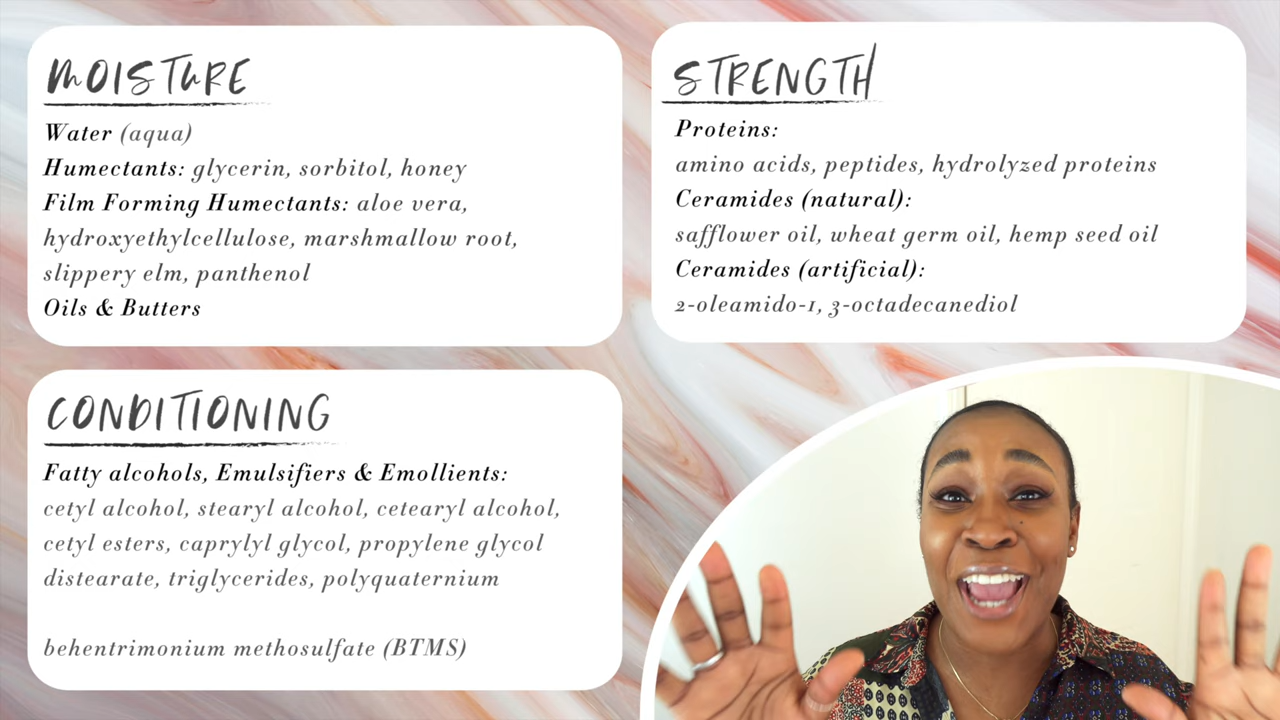 MOISTURE
Water (aqua)
Humectants: glycerin, sorbitol, honey
Film Forming Humectants: aloe vera,
hydroxyethylcellulose, marshmallow root,
slippery elm, panthenol
Oils & Butters
STRENGTH
Proteins:
amino acids, peptides, hydrolyzed proteins
Ceramides (natural):
safflower oil, wheat germ oil, hemp seed oil
Ceramides (artificial):
2-oleamido-1, 3-octadecanediol
CONDITIONING
Fatty alcohols, Emulsifiers & Emollients:
cetyl alcohol, stearyl alcohol, cetearyl alcohol,
cetyl esters, caprylyl glycol, propylene glycol
distearate, triglycerides, polyquaternium
behentrimonium methosulfate (BTMS)